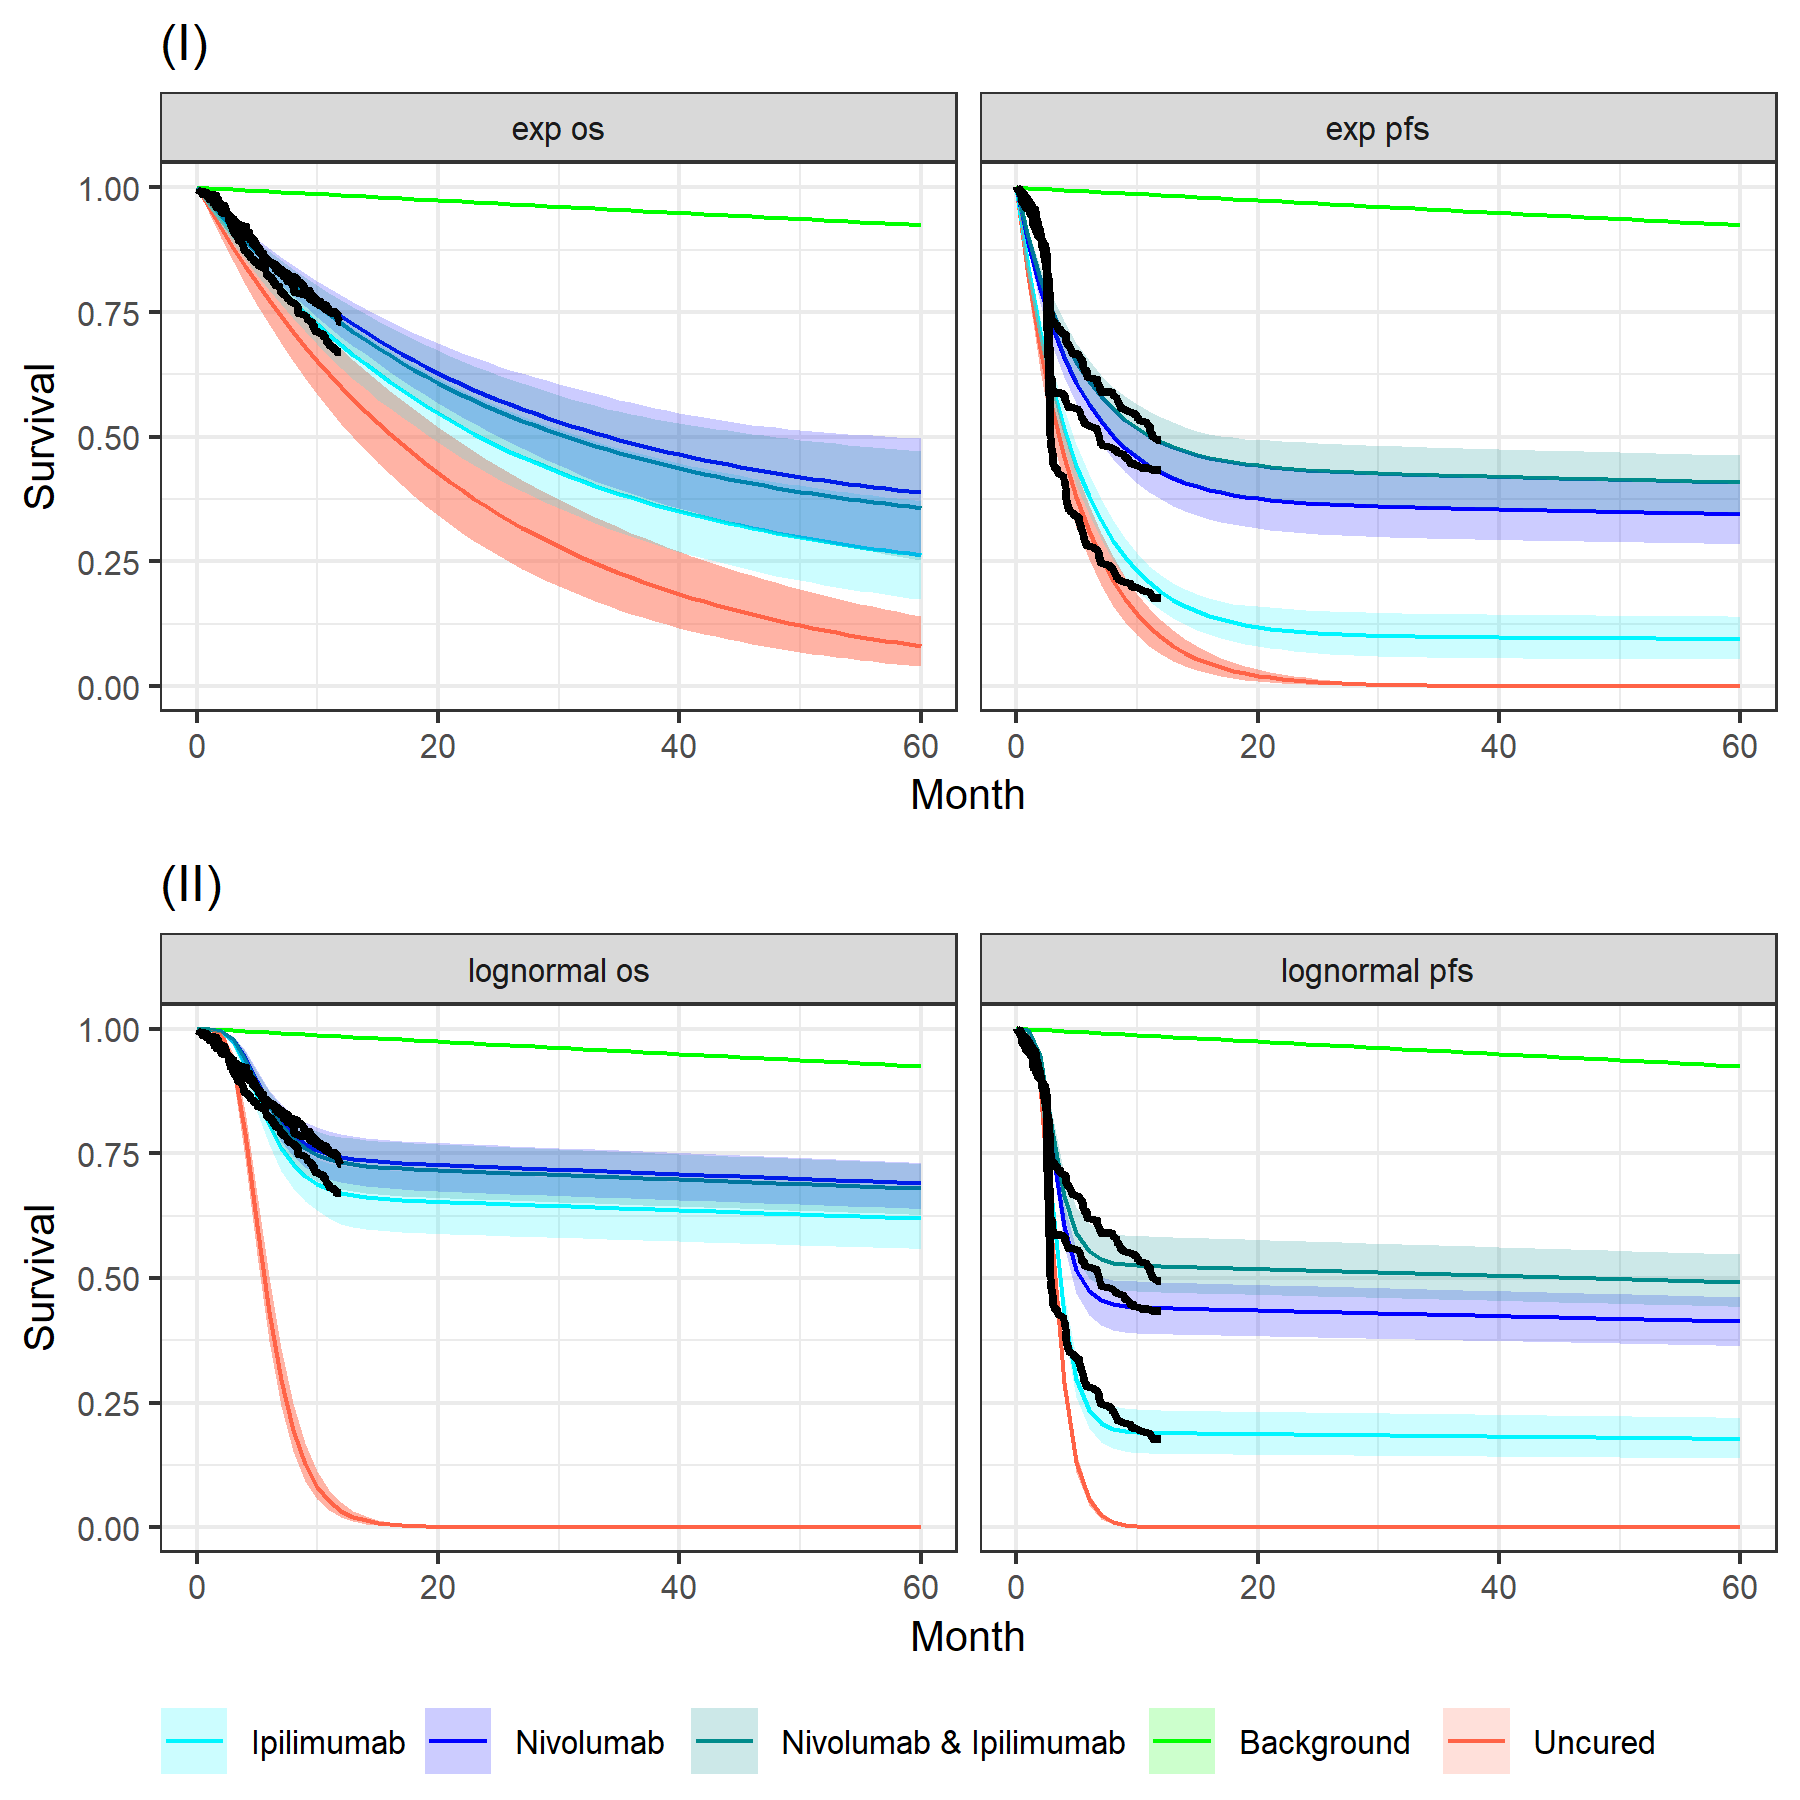 (I)
exp os
exp pfs
Survival
1.00
0.75
0.50
0.25
0.00
0 20 40 60
0 20 40 60
Month
(II)
lognormal os
lognormal pfs
Survival
1.00
0.75
0.50
0.25
0.00
0 20 40 60
0 20 40 60
Month
Ipilimumab Nivolumab Nivolumab & Ipilimumab Background Uncured